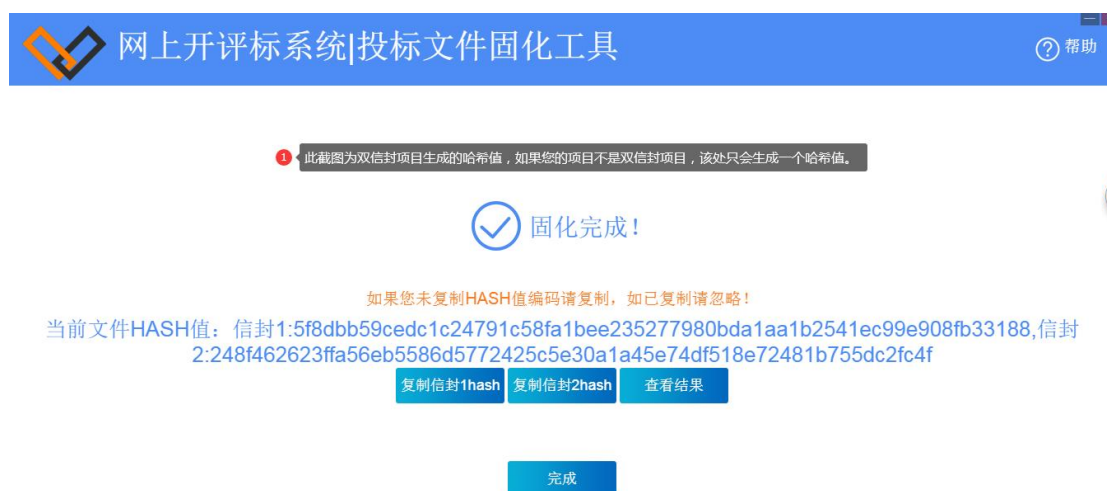 网上开评标系统|投标文件固化工具
帮助
1 此截图为双信封项目生成的哈希值，如果您的项目不是双信封项目，该处只会生成一个哈希值。
固化完成！
如果您未复制HASH值编码请复制，如已复制请忽略！
当前文件HASH值：信封1:5f8dbb59cedc1c24791c58fa1bee235277980bda1aa1b2541ec99e908fb33188,信封
2:248f462623ffa56eb5586d5772425c5e30a1a45e74df518e72481b755dc2fc4f
复制信封1hash 复制信封2hash 查看结果
完成